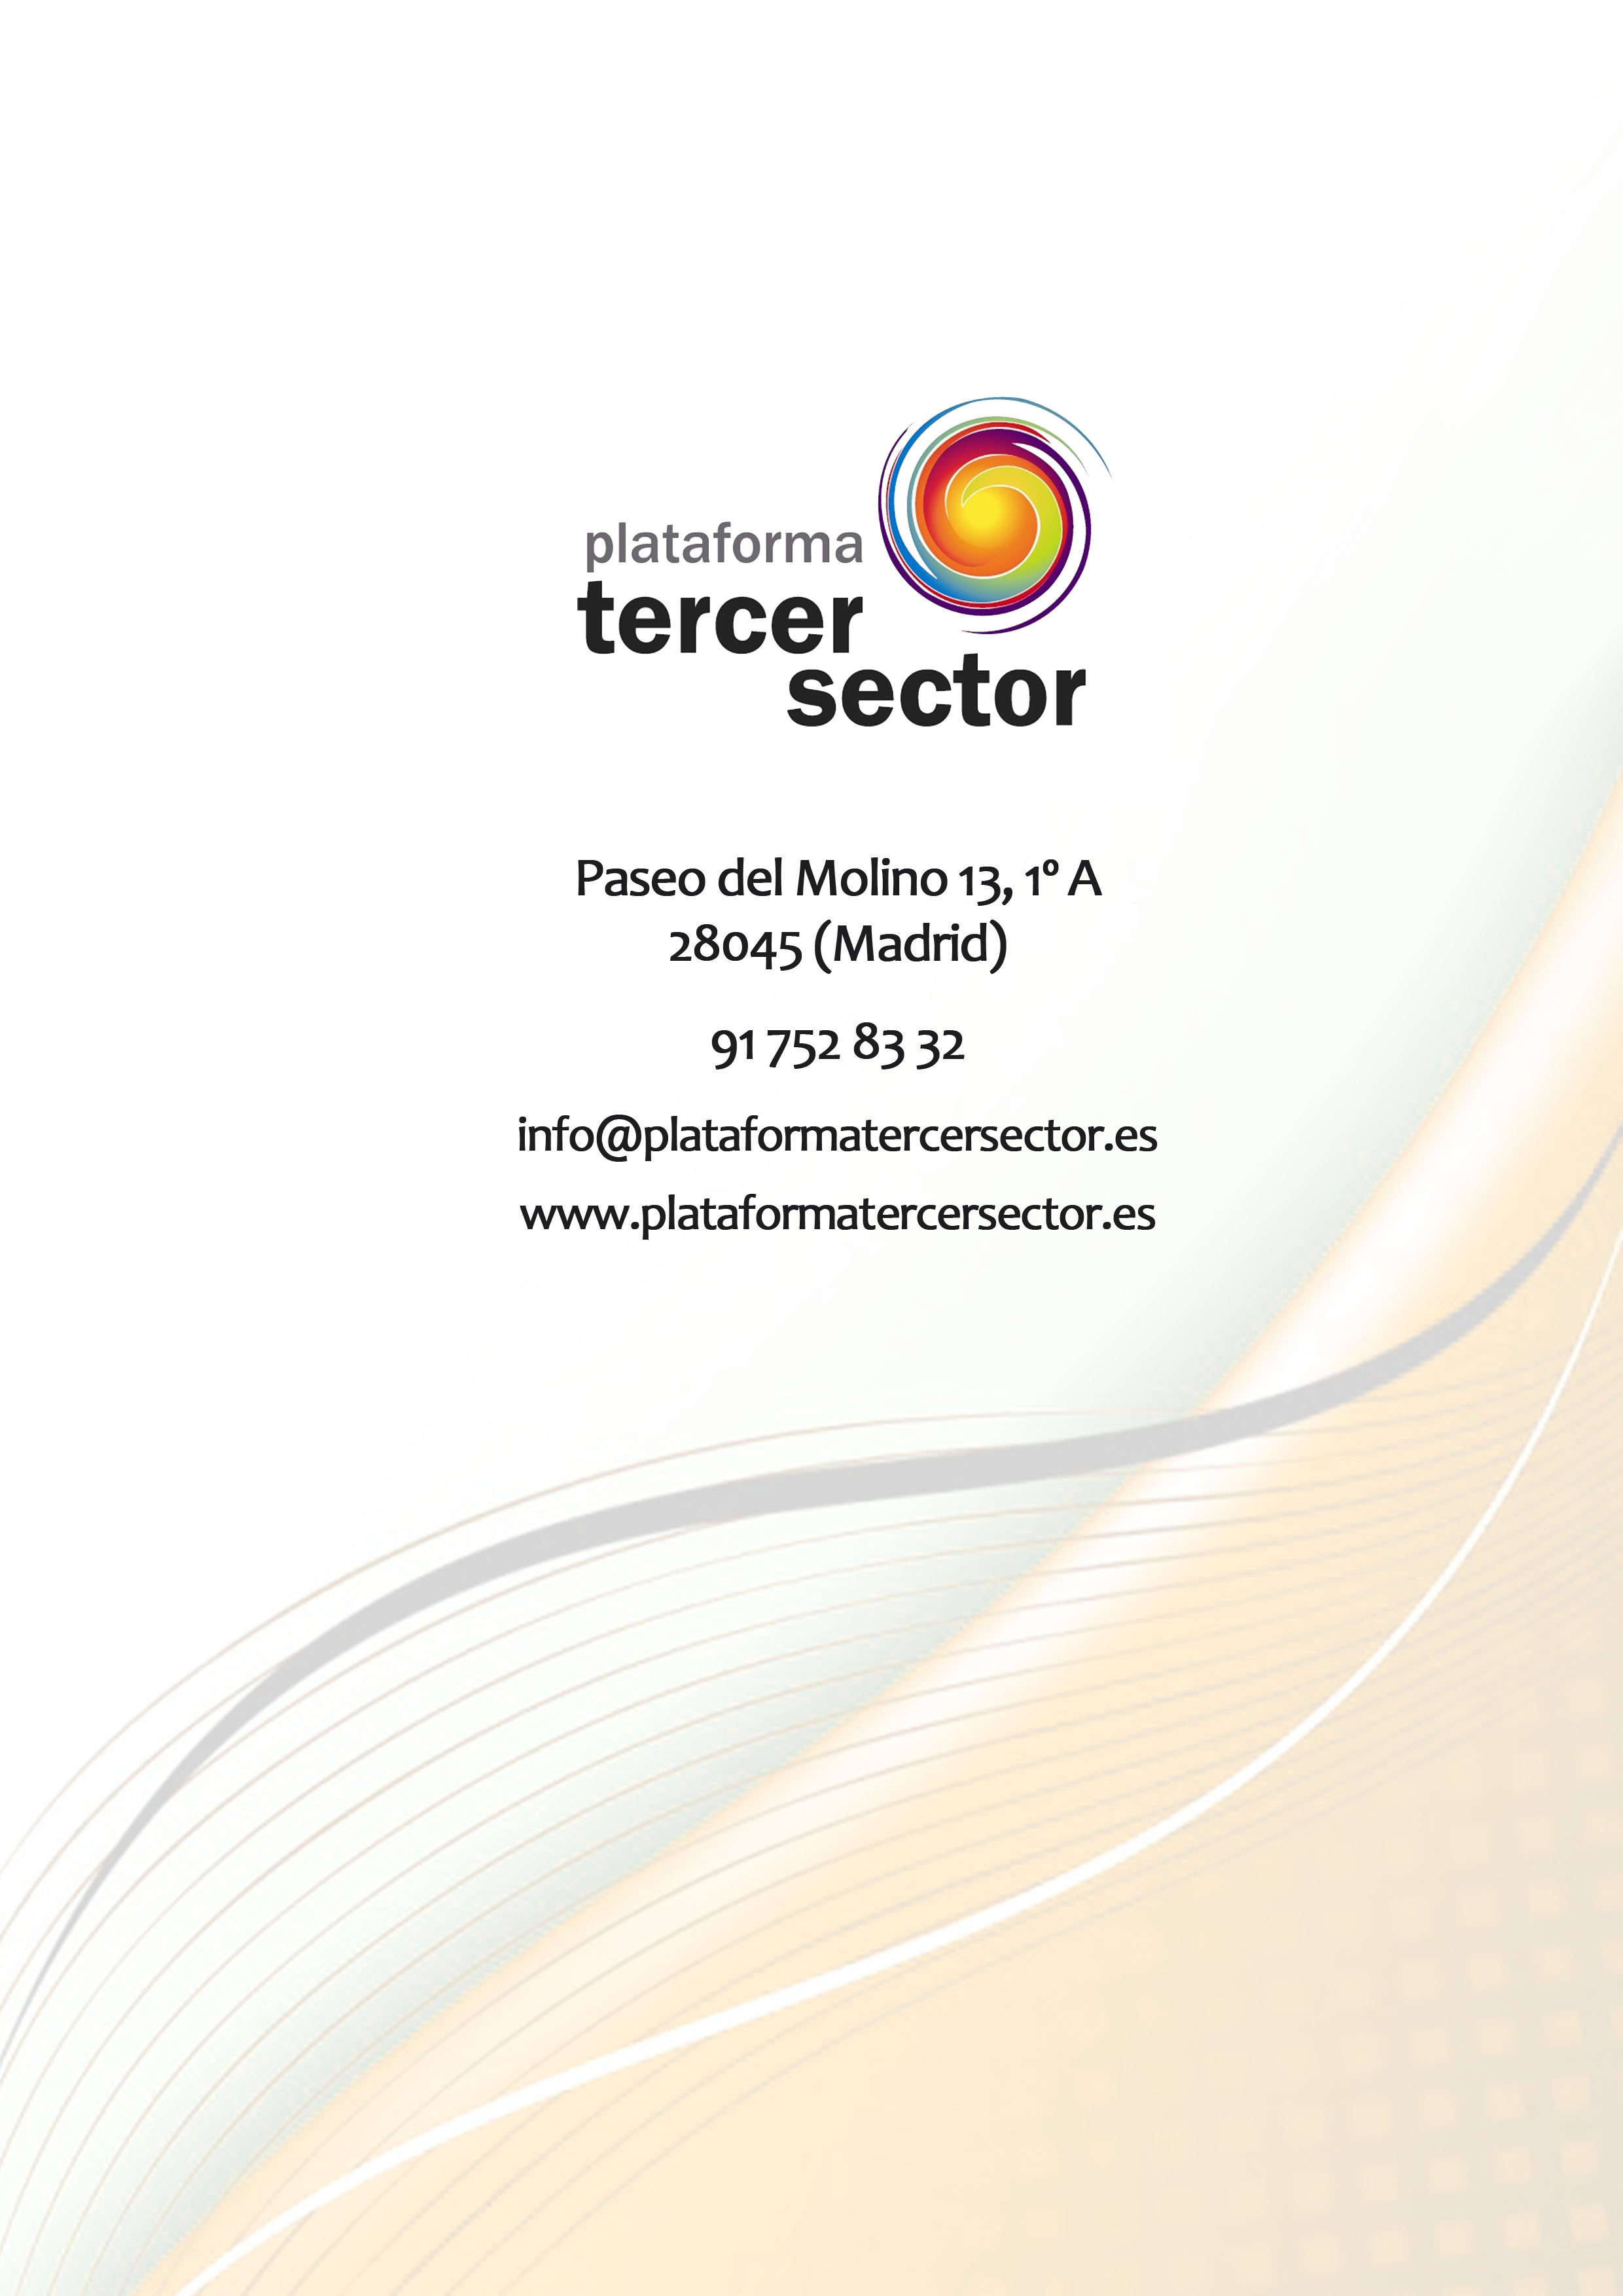 plataforma
tercer
sector
Paseo del Molino 13, 1º A
28045 (Madrid)
91 752 83 32
info@plataformatercersector.es
www.plataformatercersector.es